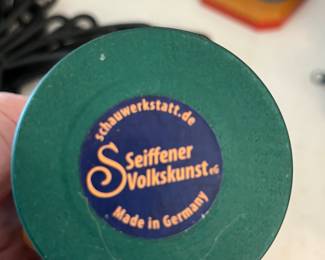 schauwerkstatt.de
Seiffener
Volkskunst eG
Made in Germany